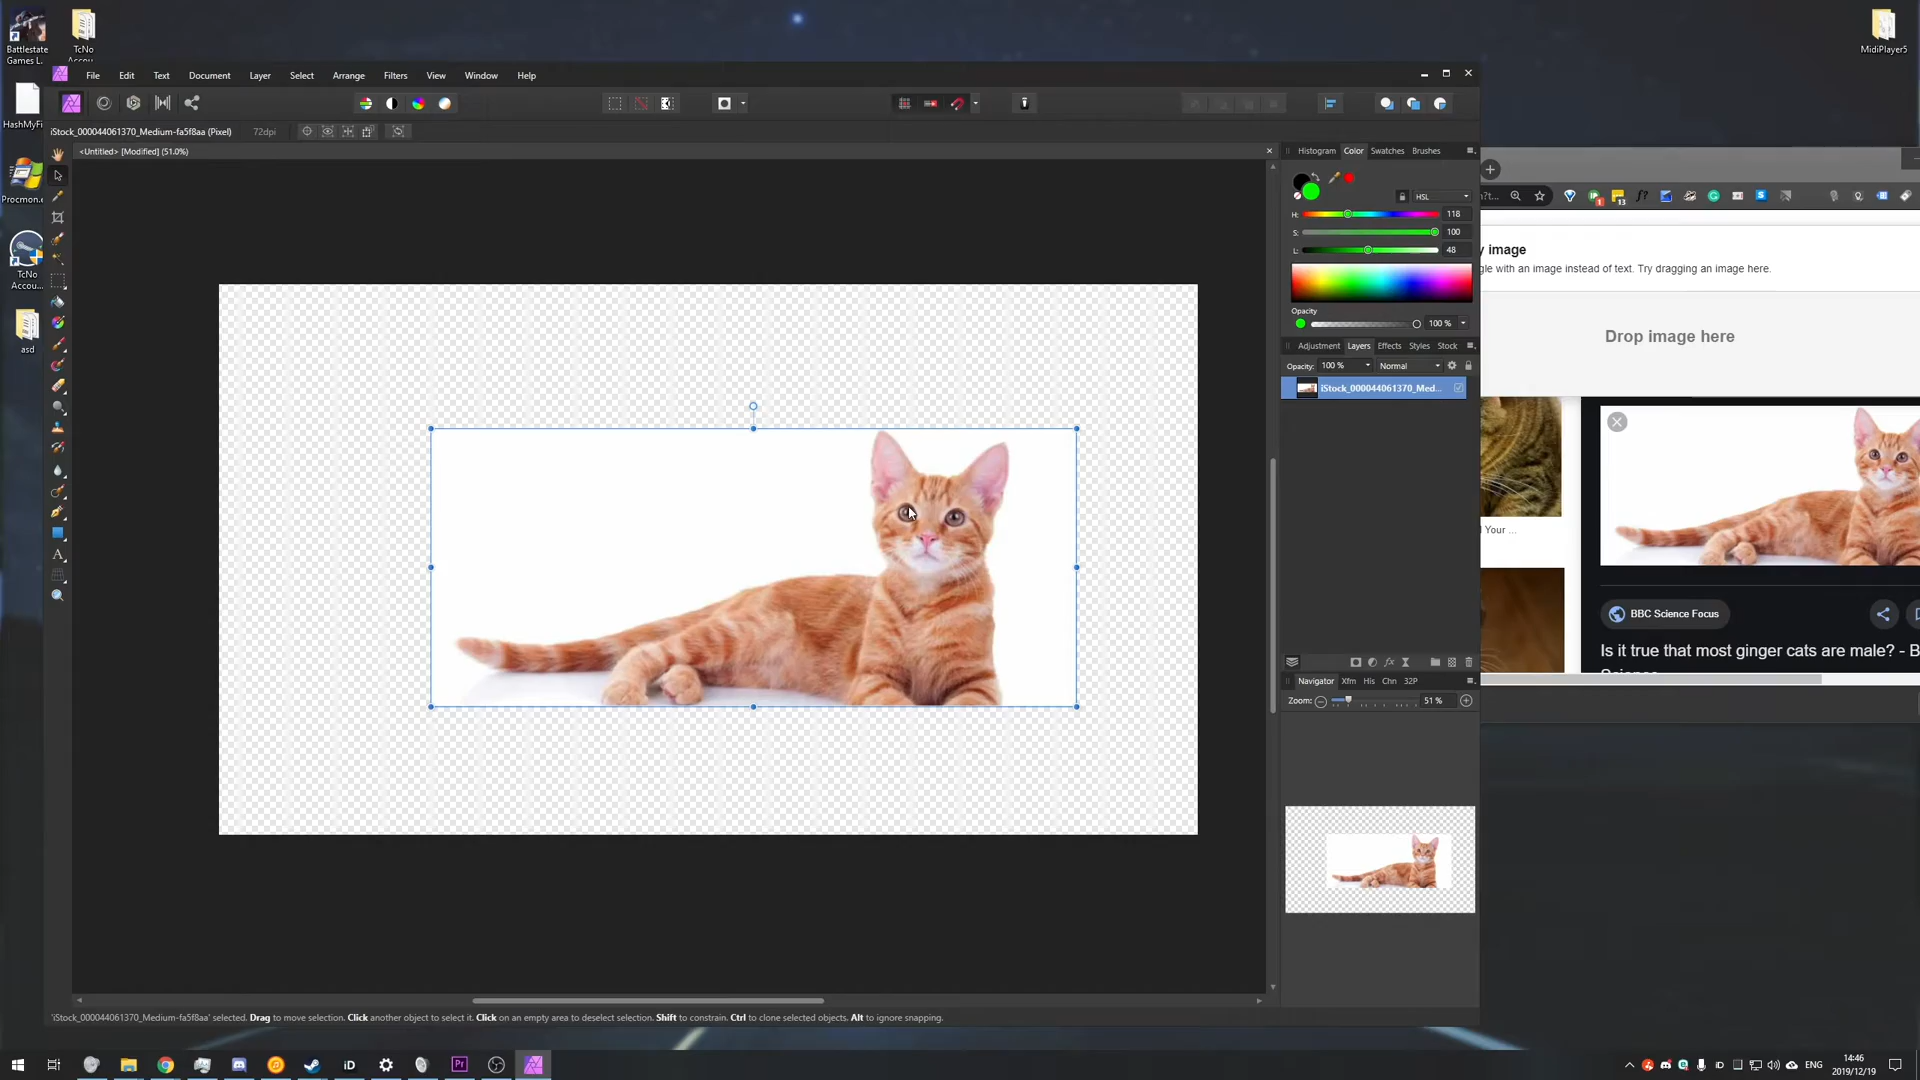 Battlestate
Games L.
TcNo
Accou...
HashMyFi
Procmon.e
TcNo
Accou...
asd
MidiPlayer5
File Edit Text Document Layer Select Arrange Filters View Window Help
iStock_000044061370_Medium-fa5f8aa (Pixel) 72dpi
<Untitled> [Modified] (51.0%)
Histogram Color Swatches Brushes
HSL
H: 118
S: 100
L: 48
Opacity
100 %
Adjustment Layers Effects Styles Stock
Opacity: 100 % Normal
iStock_000044061370_Med...
Navigator Xfm His Chn 32P
Zoom: 51 %
n?t...
y image
gle with an image instead of text. Try dragging an image here.
Drop image here
l Your ...
BBC Science Focus
Is it true that most ginger cats are male? - B
'iStock_000044061370_Medium-fa5f8aa' selected. Drag to move selection. Click another object to select it. Click on an empty area to deselect selection. Shift to constrain. Ctrl to clone selected objects. Alt to ignore snapping.
iD
Pr
ENG
14:46
2019/12/19